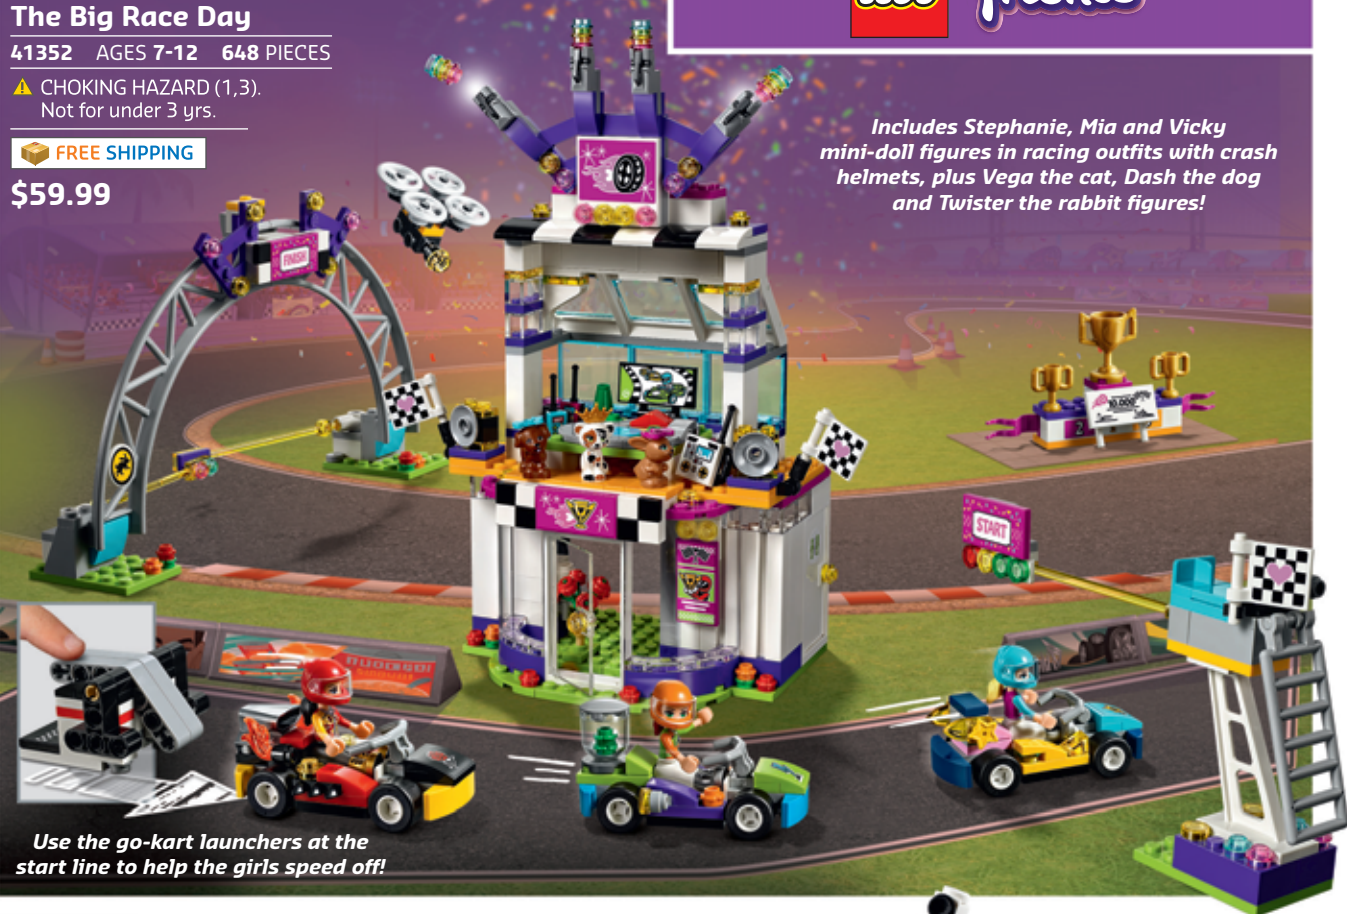 The Big Race Day
41352 AGES 7-12 648 PIECES
CHOKING HAZARD (1,3).
Not for under 3 yrs.
FREE SHIPPING
$59.99
Includes Stephanie, Mia and Vicky
mini-doll figures in racing outfits with crash
helmets, plus Vega the cat, Dash the dog
and Twister the rabbit figures!
FINISH
10,000
2
START
Use the go-kart launchers at the
start line to help the girls speed off!